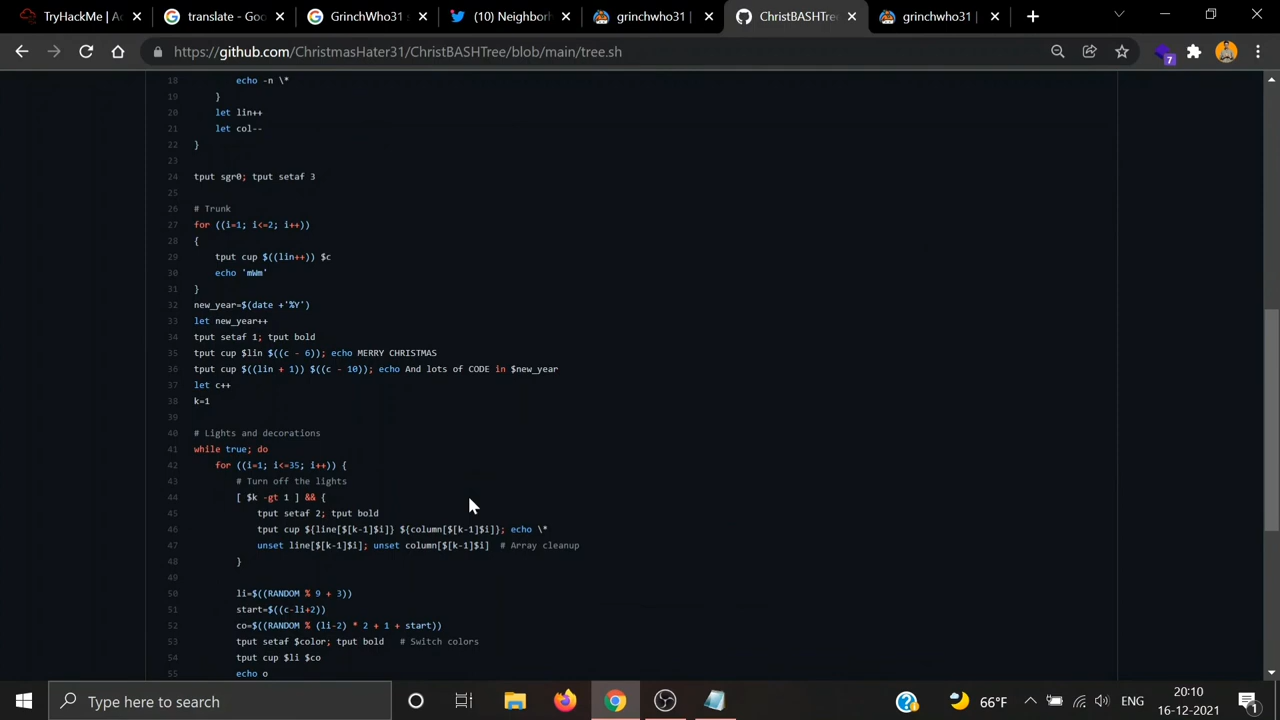 TryHackMe | A
translate - Goo
GrinchWho31 s
(10) Neighborh
grinchwho31 |
ChristBASHTre
grinchwho31 |
https://github.com/ChristmasHater31/ChristBASHTree/blob/main/tree.sh
7
18 echo -n \*
19 }
20 let lin++
21 let col--
22 }
23
24 tput sgr0; tput setaf 3
25
26 # Trunk
27 for ((i=1; i<=2; i++))
28 {
29 tput cup $((lin++)) $c
30 echo 'mWm'
31 }
32 new_year=$(date +'%Y')
33 let new_year++
34 tput setaf 1; tput bold
35 tput cup $lin $((c - 6)); echo MERRY CHRISTMAS
36 tput cup $((lin + 1)) $((c - 10)); echo And lots of CODE in $new_year
37 let c++
38 k=1
39
40 # Lights and decorations
41 while true; do
42 for ((i=1; i<=35; i++)) {
43 # Turn off the lights
44 [ $k -gt 1 ] && {
45 tput setaf 2; tput bold
46 tput cup ${line[$[k-1]$i]} ${column[$[k-1]$i]}; echo \*
47 unset line[$[k-1]$i]; unset column[$[k-1]$i] # Array cleanup
48 }
49
50 li=$((RANDOM % 9 + 3))
51 start=$((c-li+2))
52 co=$((RANDOM % (li-2) * 2 + 1 + start))
53 tput setaf $color; tput bold # Switch colors
54 tput cup $li $co
55 echo o
Type here to search
66°F
ENG
20:10
16-12-2021
1